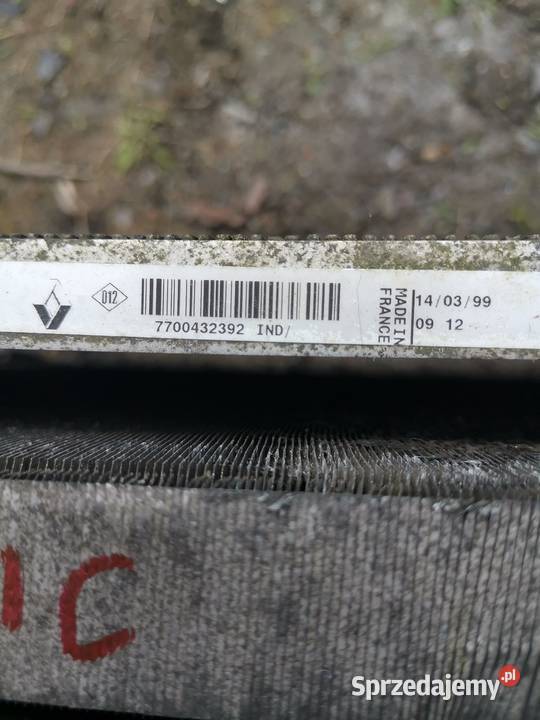 D12
7700432392 IND/
MADE IN
FRANCE
14/03/99
09 12
IC
Sprzedajemy.pl